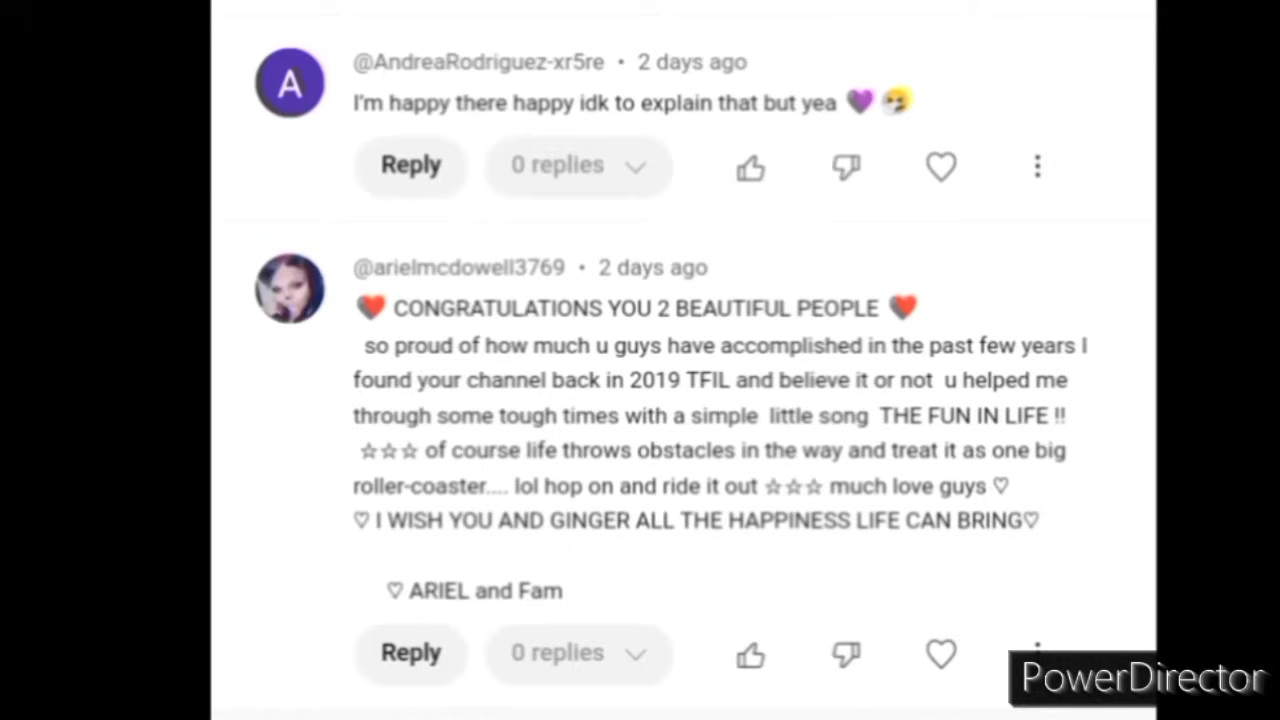 A
@AndreaRodriguez-xr5re • 2 days ago
I'm happy there happy idk to explain that but yea 💜 🤧
Reply 0 replies
@arielmcdowell3769 • 2 days ago
❤️ CONGRATULATIONS YOU 2 BEAUTIFUL PEOPLE ❤️
so proud of how much u guys have accomplished in the past few years I
found your channel back in 2019 TFIL and believe it or not u helped me
through some tough times with a simple little song THE FUN IN LIFE !!
☆☆☆ of course life throws obstacles in the way and treat it as one big
roller-coaster.... lol hop on and ride it out ☆☆☆ much love guys ♡
♡ I WISH YOU AND GINGER ALL THE HAPPINESS LIFE CAN BRING♡
♡ ARIEL and Fam
Reply 0 replies
PowerDirector